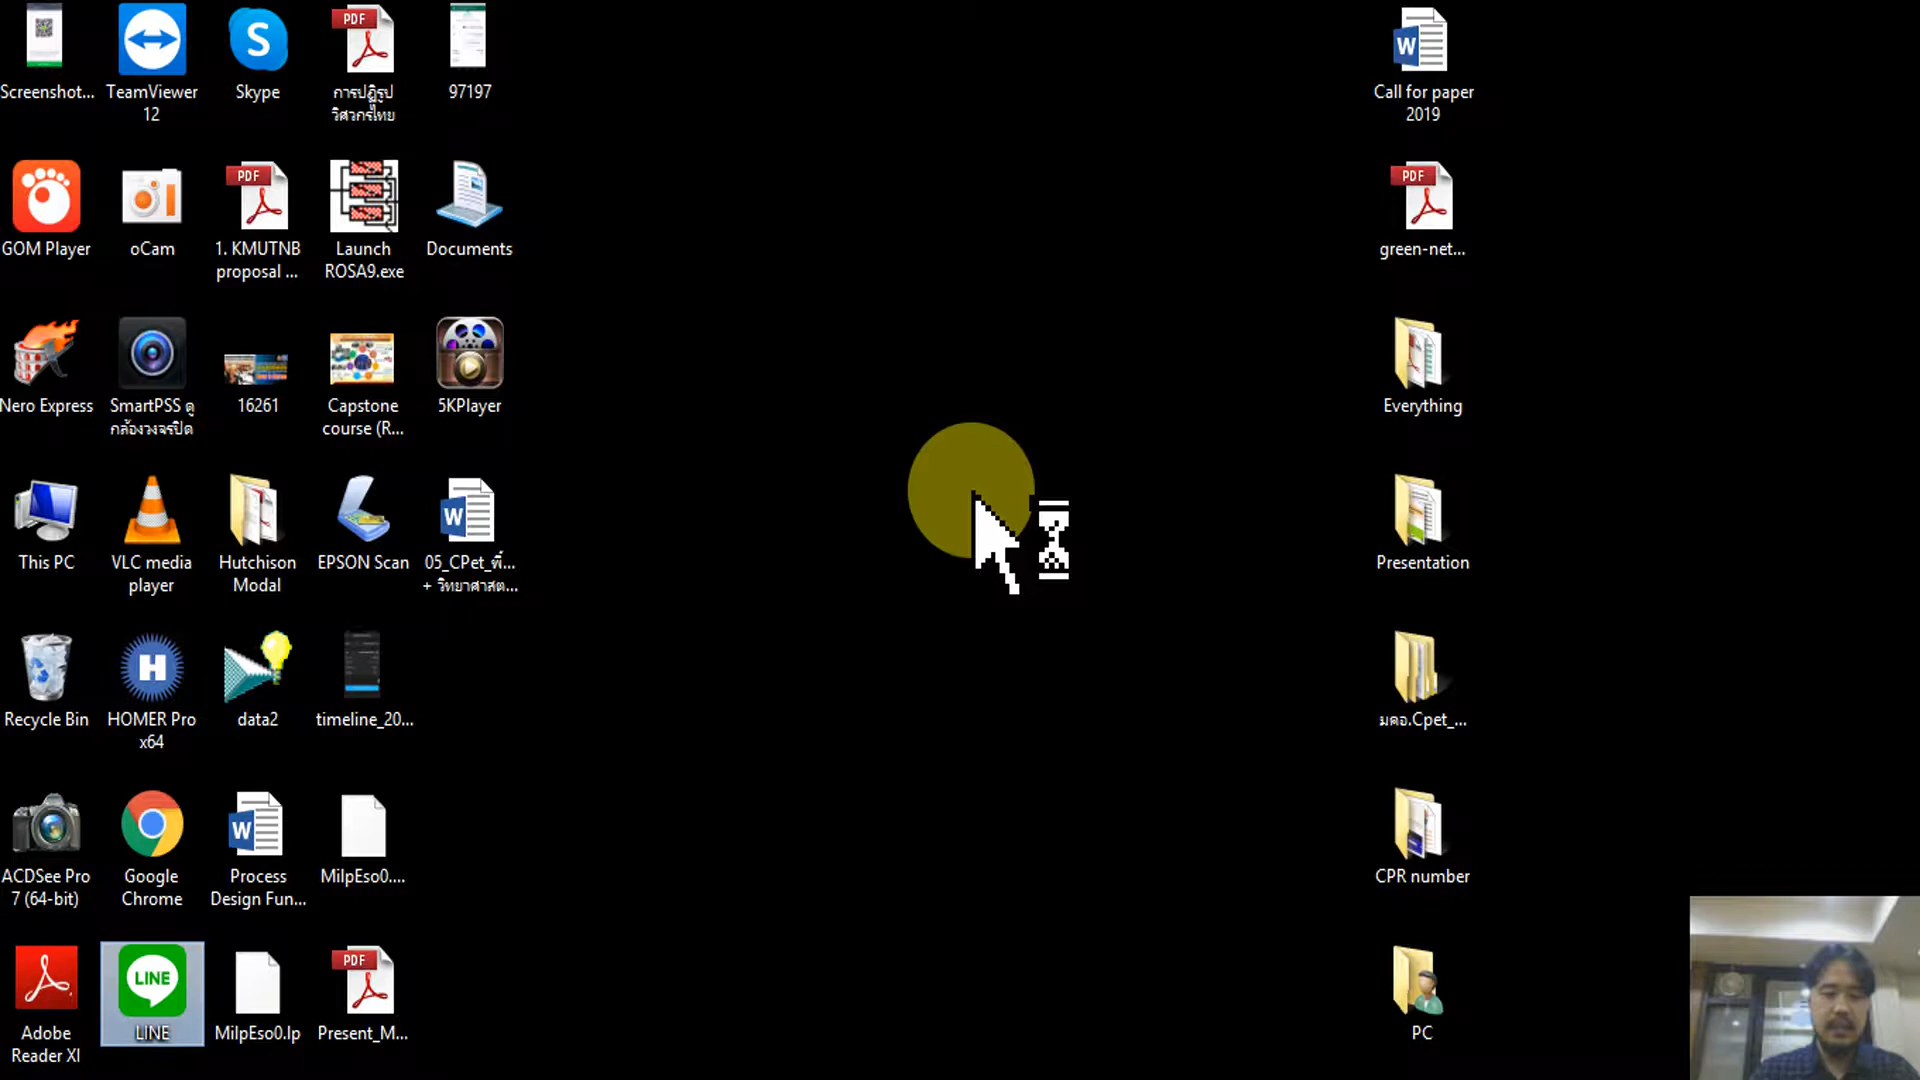 Screenshot...
TeamViewer
12
S
Skype
PDF
การปฏิรูป
วิศวกรไทย
97197
W
Call for paper
2019
GOM Player
oCam
PDF
1. KMUTNB
proposal ...
Launch
ROSA9.exe
Documents
PDF
green-net...
Nero Express
SmartPSS ดู
กล้องวงจรปิด
16261
Capstone
course (R...
5KPlayer
Everything
This PC
VLC media
player
Hutchison
Modal
EPSON Scan
W
05_CPet_พื้...
+ วิทยาศาสต...
Presentation
Recycle Bin
H
HOMER Pro
x64
data2
timeline_20...
มคอ.Cpet_...
ACDSee Pro
7 (64-bit)
Google
Chrome
W
Process
Design Fun...
MilpEso0....
CPR number
Adobe
Reader XI
LINE
LINE
MilpEso0.lp
PDF
Present_M...
PC